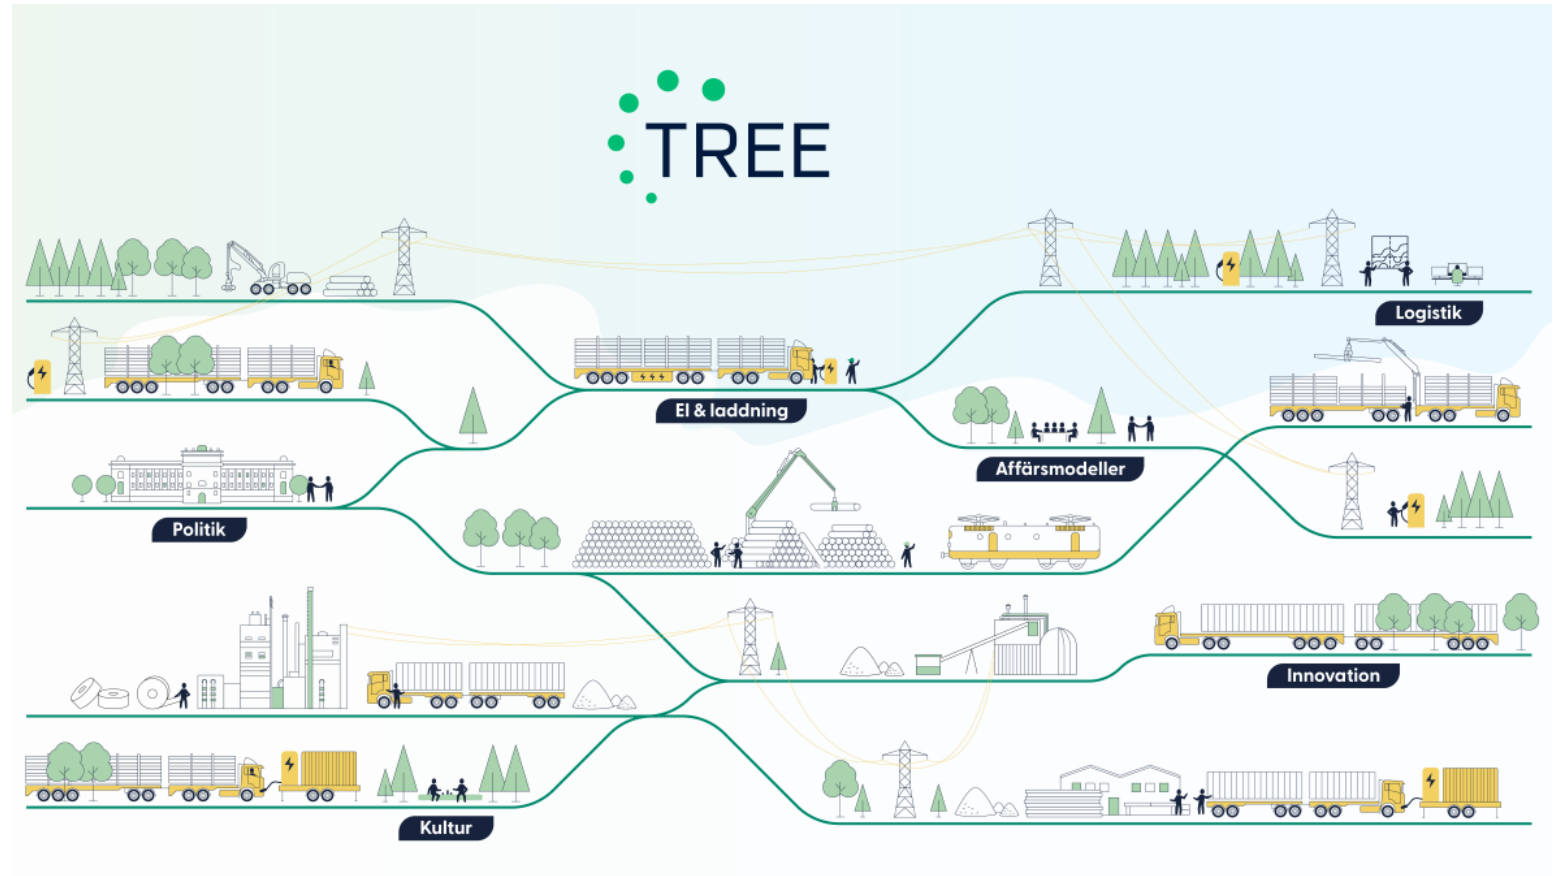 TREE
Logistik
El & laddning
Affärsmodeller
Politik
Innovation
Kultur